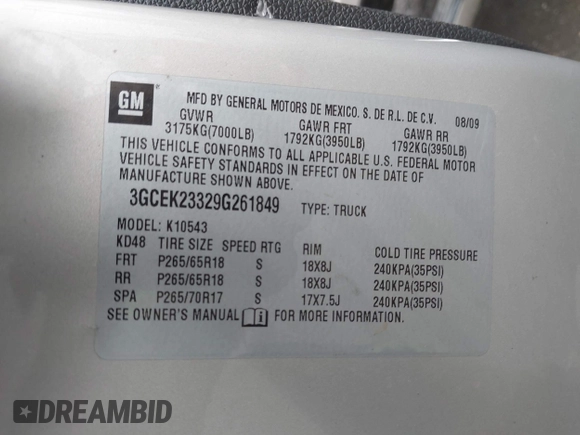 GM
MFD BY GENERAL MOTORS DE MEXICO. S. DE R.L. DE C.V. 08/09
GVWR GAWR FRT GAWR RR
3175KG(7000LB) 1792KG(3950LB) 1792KG(3950LB)
THIS VEHICLE CONFORMS TO ALL APPLICABLE U.S. FEDERAL MOTOR
VEHICLE SAFETY STANDARDS IN EFFECT ON THE DATE OF
MANUFACTURE SHOWN ABOVE.
3GCEK23329G261849 TYPE: TRUCK
MODEL: K10543
KD48 TIRE SIZE SPEED RTG RIM COLD TIRE PRESSURE
FRT P265/65R18 S 18X8J 240KPA(35PSI)
RR P265/65R18 S 18X8J 240KPA(35PSI)
SPA P265/70R17 S 17X7.5J 240KPA(35PSI)
SEE OWNER'S MANUAL FOR MORE INFORMATION.
DREAMBID